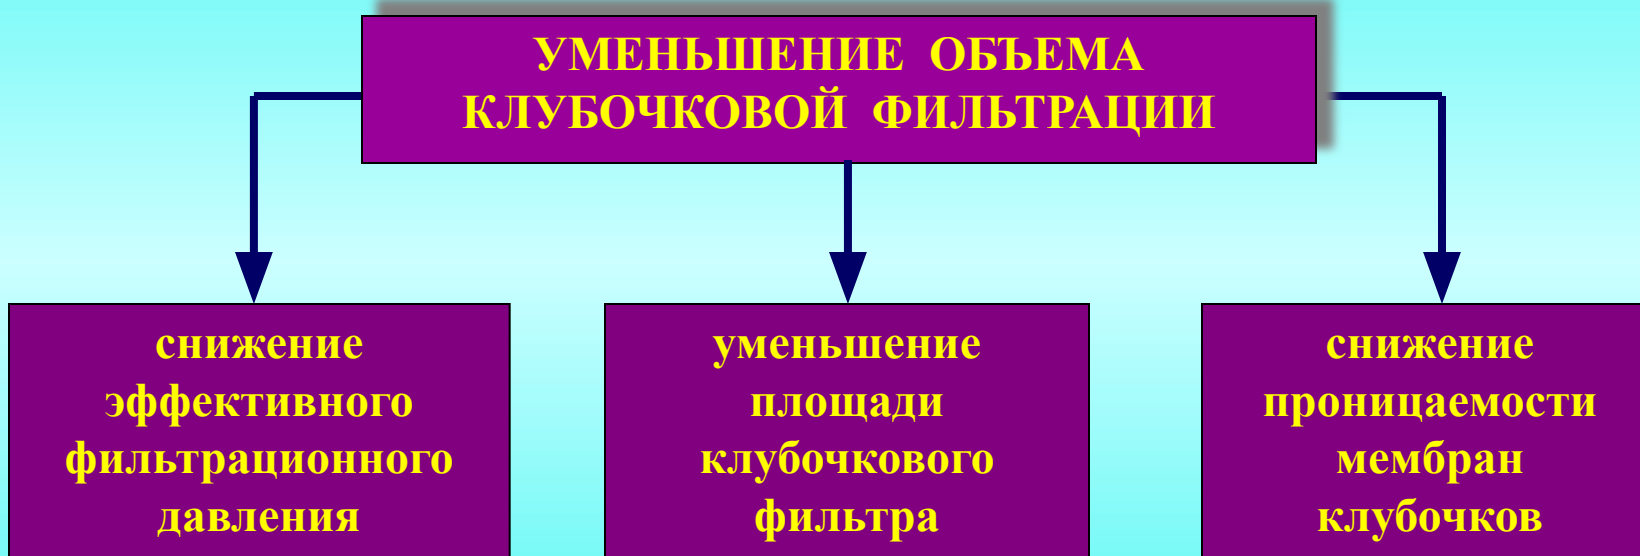 УМЕНЬШЕНИЕ ОБЪЕМА
КЛУБОЧКОВОЙ ФИЛЬТРАЦИИ
снижение
эффективного
фильтрационного
давления
уменьшение
площади
клубочкового
фильтра
снижение
проницаемости
мембран
клубочков